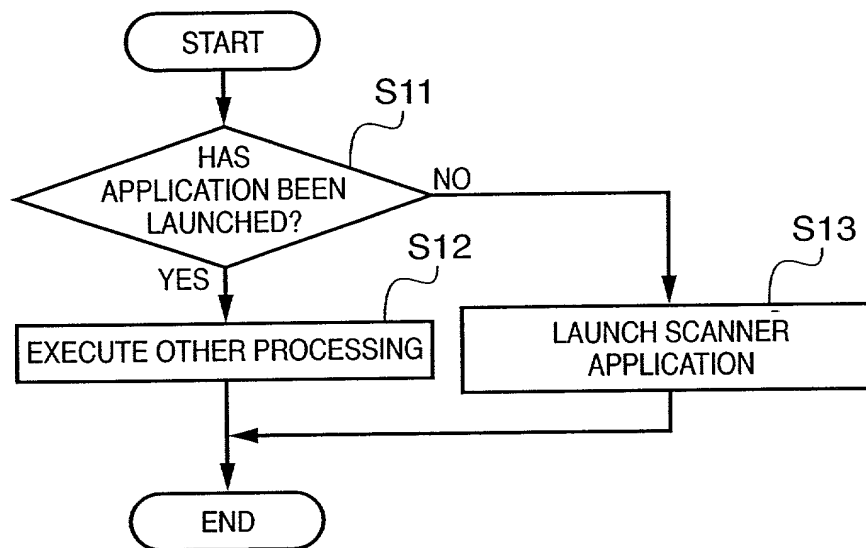 START
S11
HAS
APPLICATION BEEN
LAUNCHED?
NO
YES
S12
S13
EXECUTE OTHER PROCESSING
LAUNCH SCANNER
APPLICATION
END